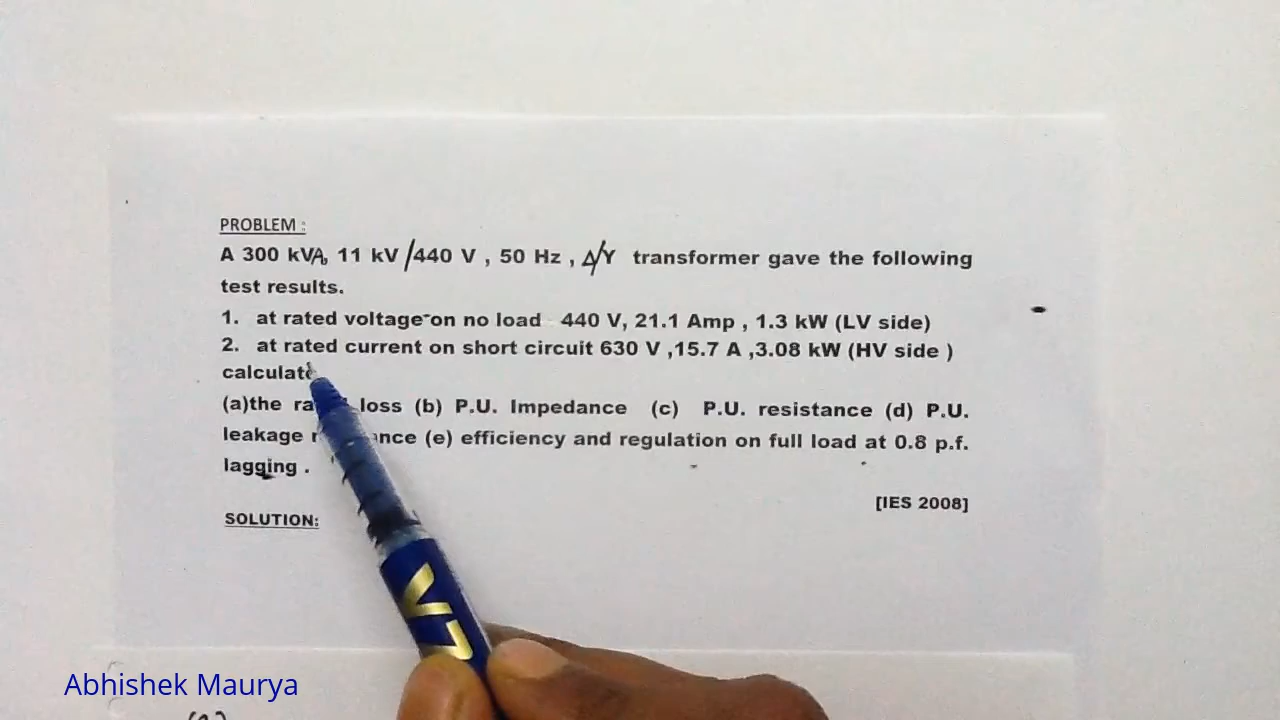 PROBLEM :
A 300 kVA, 11 kV /440 V , 50 Hz , Δ/Y transformer gave the following
test results.
1. at rated voltage on no load 440 V, 21.1 Amp , 1.3 kW (LV side)
2. at rated current on short circuit 630 V ,15.7 A ,3.08 kW (HV side )
calculate
(a)the loss (b) P.U. Impedance (c) P.U. resistance (d) P.U.
leakage (e) efficiency and regulation on full load at 0.8 p.f.
lagging .
[IES 2008]
SOLUTION:
V7
Abhishek Maurya